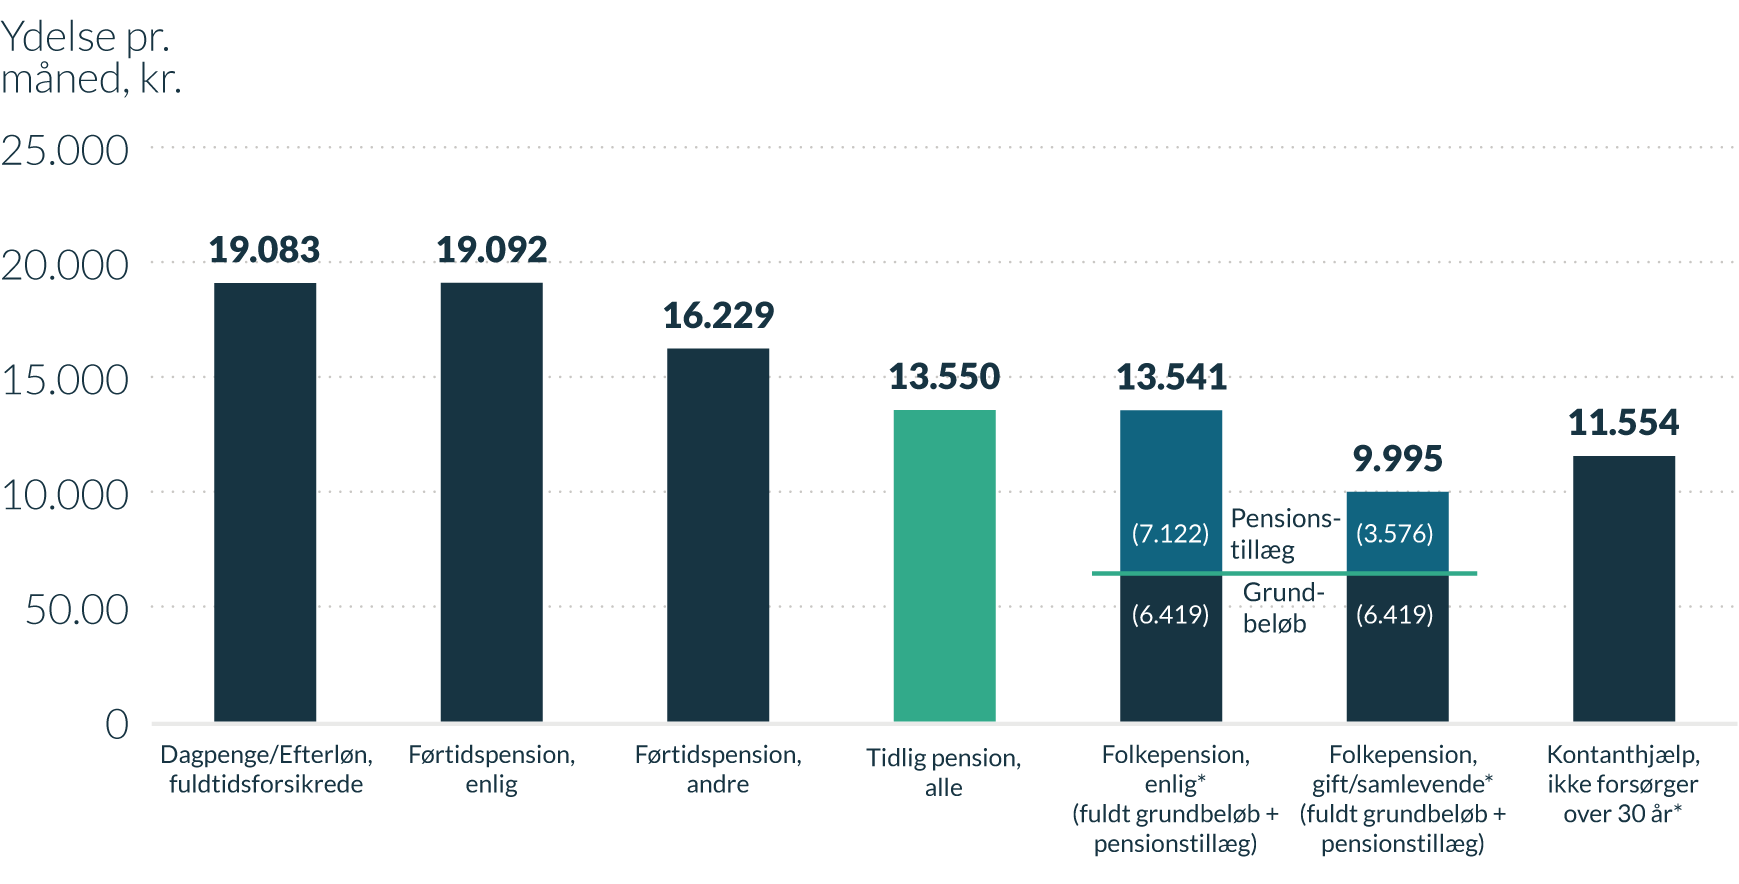 Ydelse pr.
måned, kr.
25.000
20.000
15.000
10.000
50.00
0
19.083
19.092
16.229
13.550
13.541
9.995
11.554
(7.122)
Pensions-
tillæg
(3.576)
(6.419)
Grund-
beløb
(6.419)
Dagpenge/Efterløn,
fuldtidsforsikrede
Førtidspension,
enlig
Førtidspension,
andre
Tidlig pension,
alle
Folkepension,
enlig*
(fuldt grundbeløb +
pensionstillæg)
Folkepension,
gift/samlevende*
(fuldt grundbeløb +
pensionstillæg)
Kontanthjælp,
ikke forsørger
over 30 år*